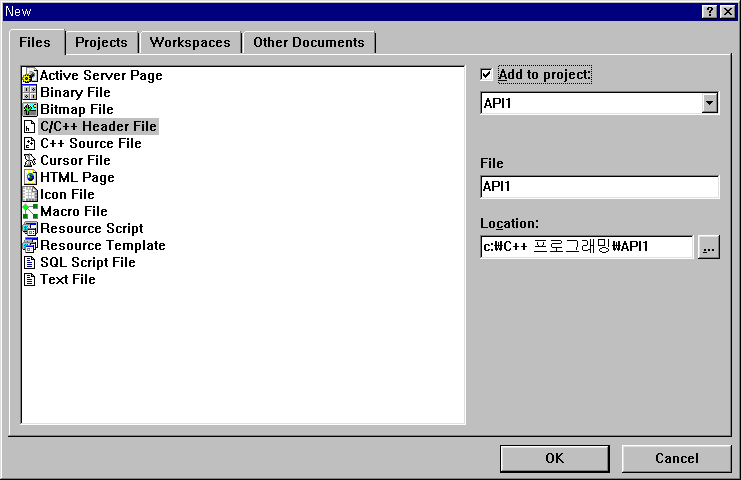 New
Files Projects Workspaces Other Documents
Active Server Page
Binary File
Bitmap File
C/C++ Header File
C++ Source File
Cursor File
HTML Page
Icon File
Macro File
Resource Script
Resource Template
SQL Script File
Text File
Add to project:
API1
File
API1
Location:
c:₩C++ 프로그래밍₩API1
...
OK Cancel